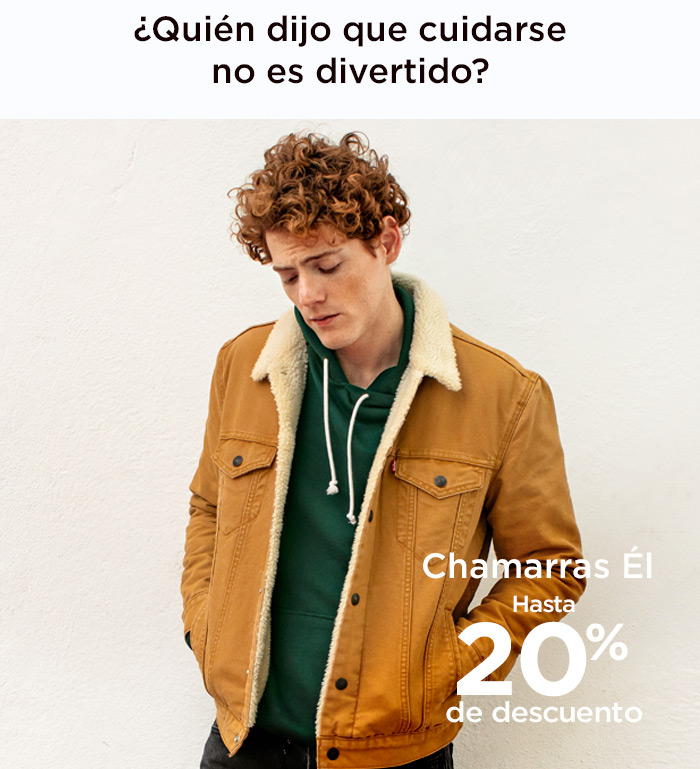 ¿Quién dijo que cuidarse
no es divertido?
Chamarras Él
Hasta
20%
de descuento